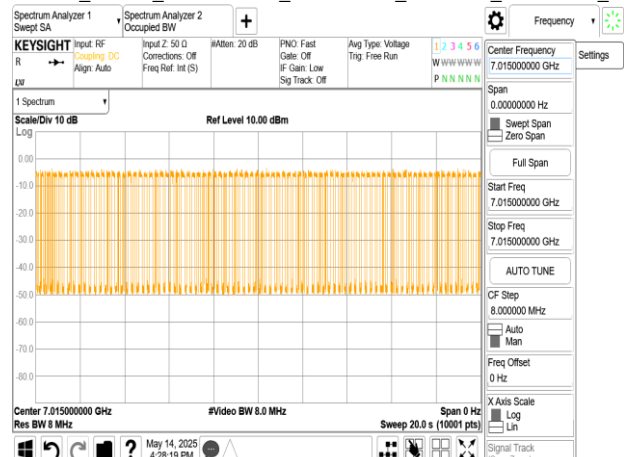 Spectrum Analyzer 1
Swept SA
Spectrum Analyzer 2
Occupied BW
Frequency
KEYSIGHT
R
Input: RF
Coupling: DC
Align: Auto
Input Z: 50 Ω
Corrections: Off
Freq Ref: Int (S)
#Atten: 20 dB
PNO: Fast
Gate: Off
IF Gain: Low
Sig Track: Off
Avg Type: Voltage
Trig: Free Run
1 2 3 4 5 6
W W W W W W
P N N N N N
LXI
1 Spectrum
Scale/Div 10 dB
Ref Level 10.00 dBm
Log
0.00
-10.0
-20.0
-30.0
-40.0
-50.0
-60.0
-70.0
-80.0
Center 7.015000000 GHz
#Video BW 8.0 MHz
Span 0 Hz
Res BW 8 MHz
Sweep 20.0 s (10001 pts)
May 14, 2025
4:28:19 PM
Center Frequency
7.015000000 GHz
Settings
Span
0.00000000 Hz
Swept Span
Zero Span
Full Span
Start Freq
7.015000000 GHz
Stop Freq
7.015000000 GHz
AUTO TUNE
CF Step
8.000000 MHz
Auto
Man
Freq Offset
0 Hz
X Axis Scale
Log
Lin
Signal Track